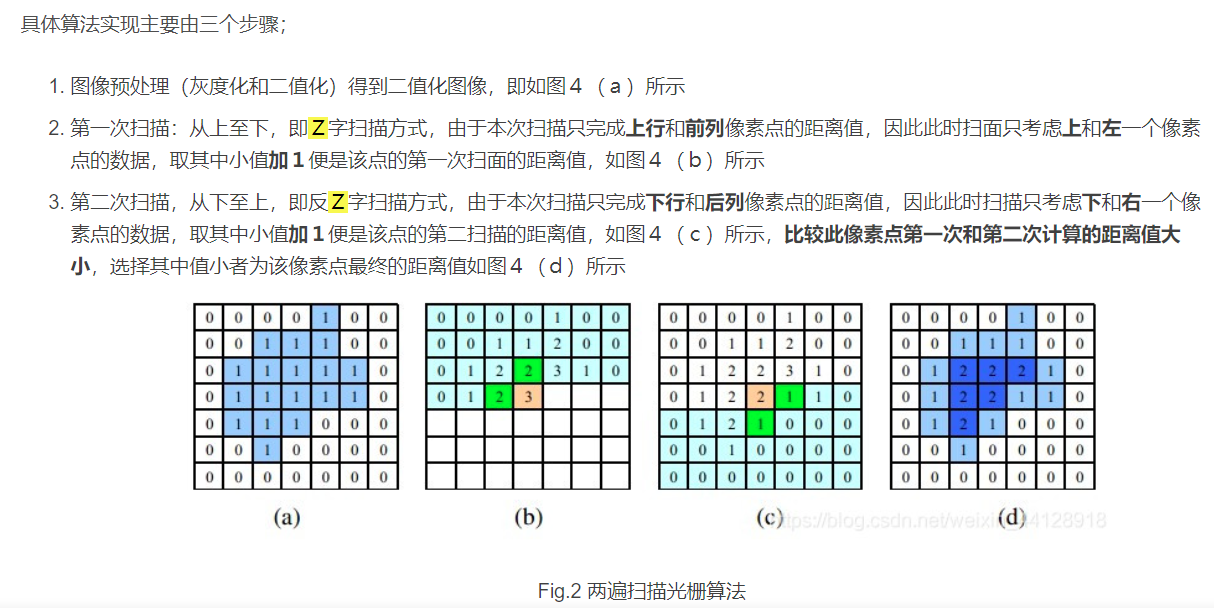 具体算法实现主要由三个步骤；
1. 图像预处理（灰度化和二值化）得到二值化图像，即如图４（ａ）所示
2. 第一次扫描：从上至下，即Ｚ字扫描方式，由于本次扫描只完成上行和前列像素点的距离值，因此此时扫面只考虑上和左一个像素
点的数据，取其中小值加１便是该点的第一次扫面的距离值，如图４（ｂ）所示
3. 第二次扫描，从下至上，即反Ｚ字扫描方式，由于本次扫描只完成下行和后列像素点的距离值，因此此时扫描只考虑下和右一个像
素点的数据，取其中小值加１便是该点的第二扫描的距离值，如图４（ｃ）所示，比较此像素点第一次和第二次计算的距离值大
小，选择其中值小者为该像素点最终的距离值如图４（ｄ）所示
0 0 0 0 1 0 0 0 0 0 0 1 0 0 0 0 0 0 1 0 0 0 0 0 0 1 0 0
0 0 1 1 1 0 0 0 0 1 1 2 0 0 0 0 1 1 2 0 0 0 0 1 1 1 0 0
0 1 1 1 1 1 0 0 1 2 2 3 1 0 0 1 2 2 3 1 0 0 1 2 2 2 1 0
0 1 1 1 1 1 0 0 1 2 3 0 1 2 2 1 1 0 0 1 2 2 1 1 0
0 1 1 1 0 0 0 0 1 2 1 0 0 0 0 1 2 1 0 0 0
0 0 1 0 0 0 0 0 0 1 0 0 0 0 0 0 1 0 0 0 0
0 0 0 0 0 0 0 0 0 0 0 0 0 0 0 0 0 0 0 0 0
(a) (b) (c) (d)
Fig.2 两遍扫描光栅算法